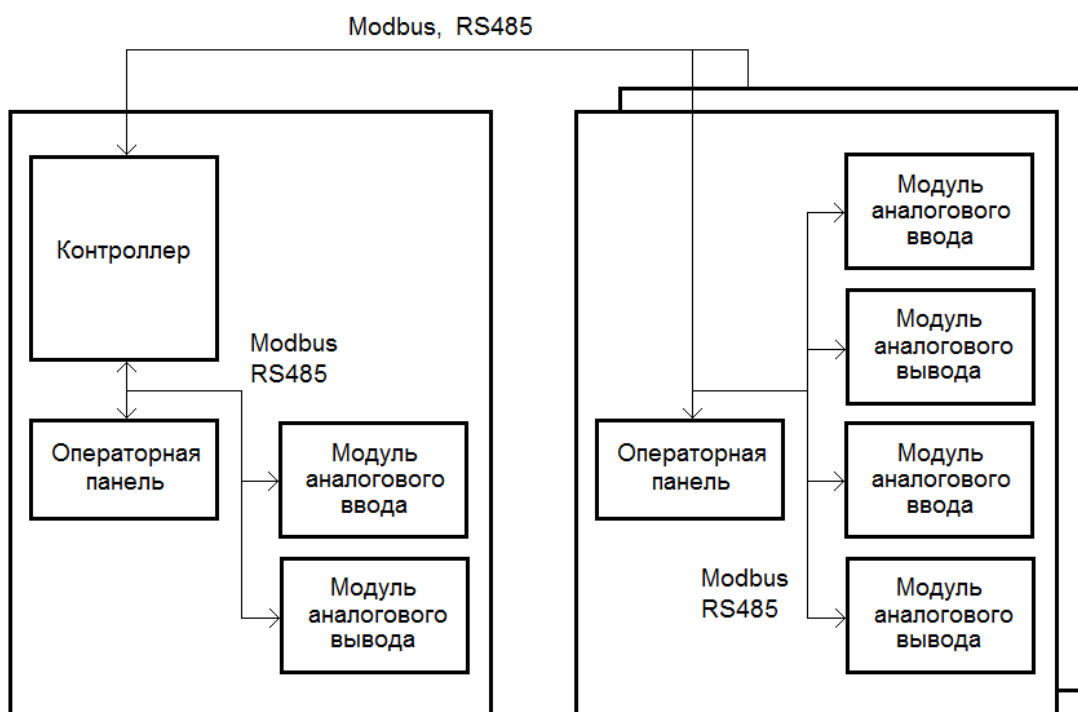 Modbus, RS485
Контроллер
Modbus
RS485
Операторная
панель
Модуль
аналогового
ввода
Модуль
аналогового
вывода
Модуль
аналогового
ввода
Модуль
аналогового
вывода
Операторная
панель
Модуль
аналогового
ввода
Modbus
RS485
Модуль
аналогового
вывода